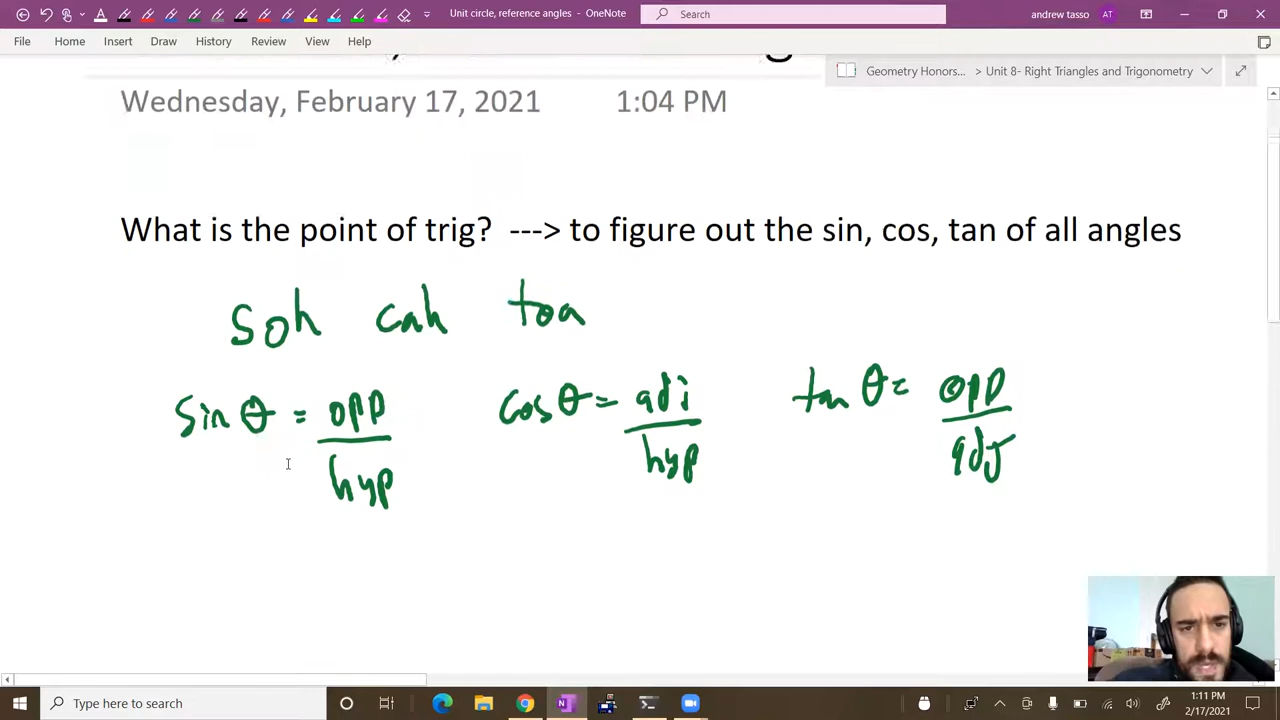 Unit circle, reference angles - OneNote
Search
andrew tasso
AT
File Home Insert Draw History Review View Help
Geometry Honors... > Unit 8- Right Triangles and Trigonometry
Wednesday, February 17, 2021 1:04 PM
What is the point of trig? ---> to figure out the sin, cos, tan of all angles
soh cah toa
sin θ = opp/hyp cos θ = adj/hyp tan θ = opp/adj
Type here to search
1:11 PM
2/17/2021